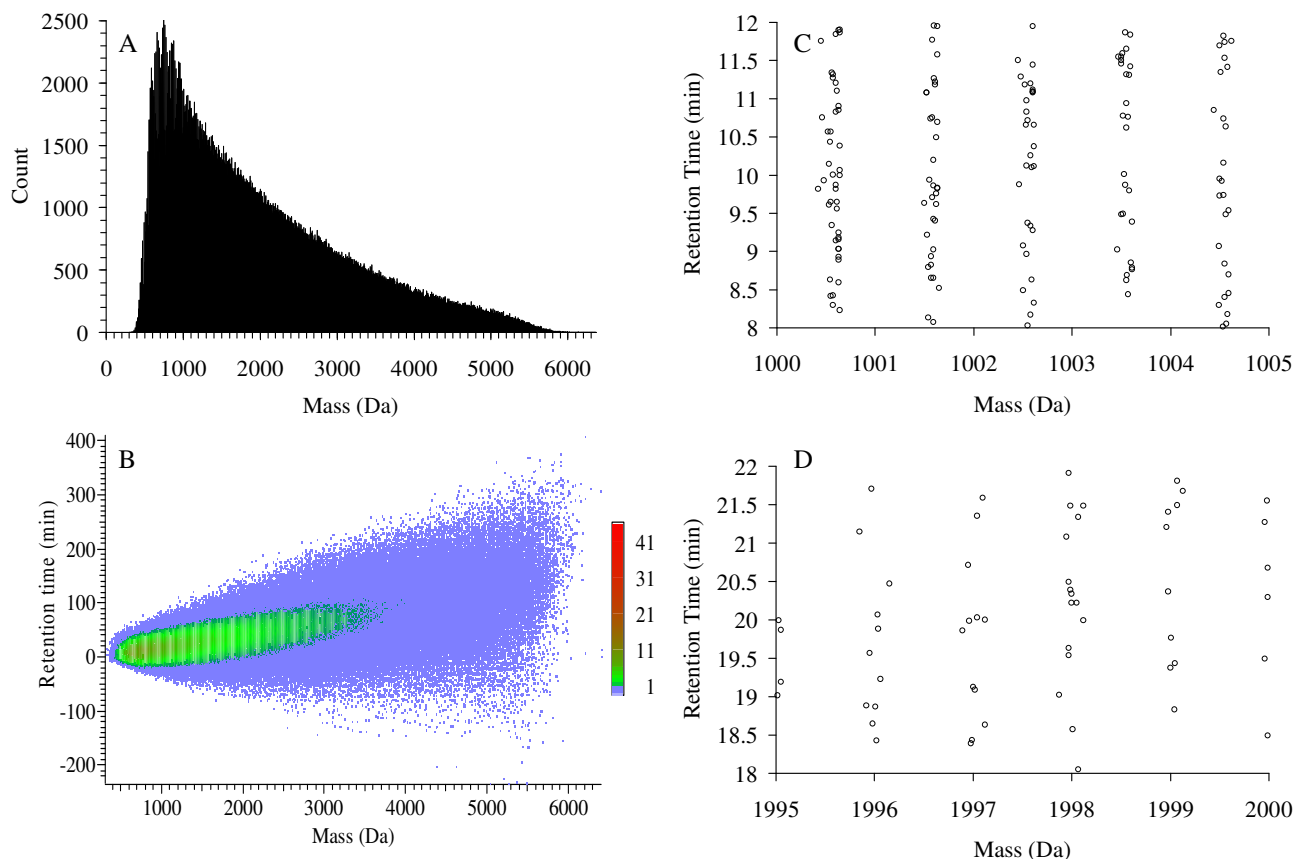 A
Count
2500
2000
1500
1000
500
0
0 1000 2000 3000 4000 5000 6000
Mass (Da)
B
Retention time (min)
400
300
200
100
0
-100
-200
1000 2000 3000 4000 5000 6000
Mass (Da)
41
31
21
11
1
C
Retention Time (min)
12
11.5
11
10.5
10
9.5
9
8.5
8
1000 1001 1002 1003 1004 1005
Mass (Da)
D
Retention Time (min)
22
21.5
21
20.5
20
19.5
19
18.5
18
1995 1996 1997 1998 1999 2000
Mass (Da)